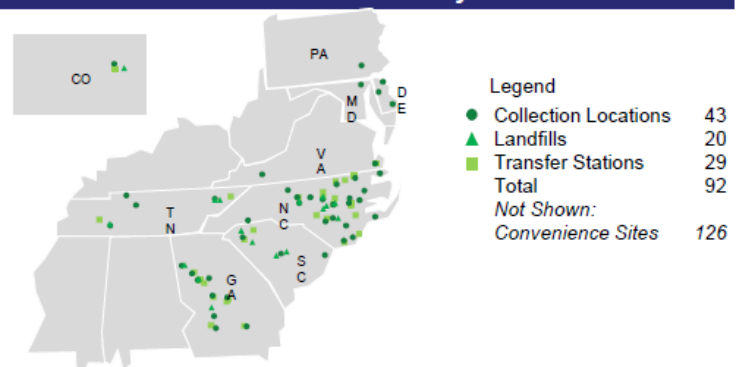 PA
CO
M
D
D
E
V
A
T
N
N
C
S
C
G
A
Legend
Collection Locations 43
Landfills 20
Transfer Stations 29
Total 92
Not Shown:
Convenience Sites 126